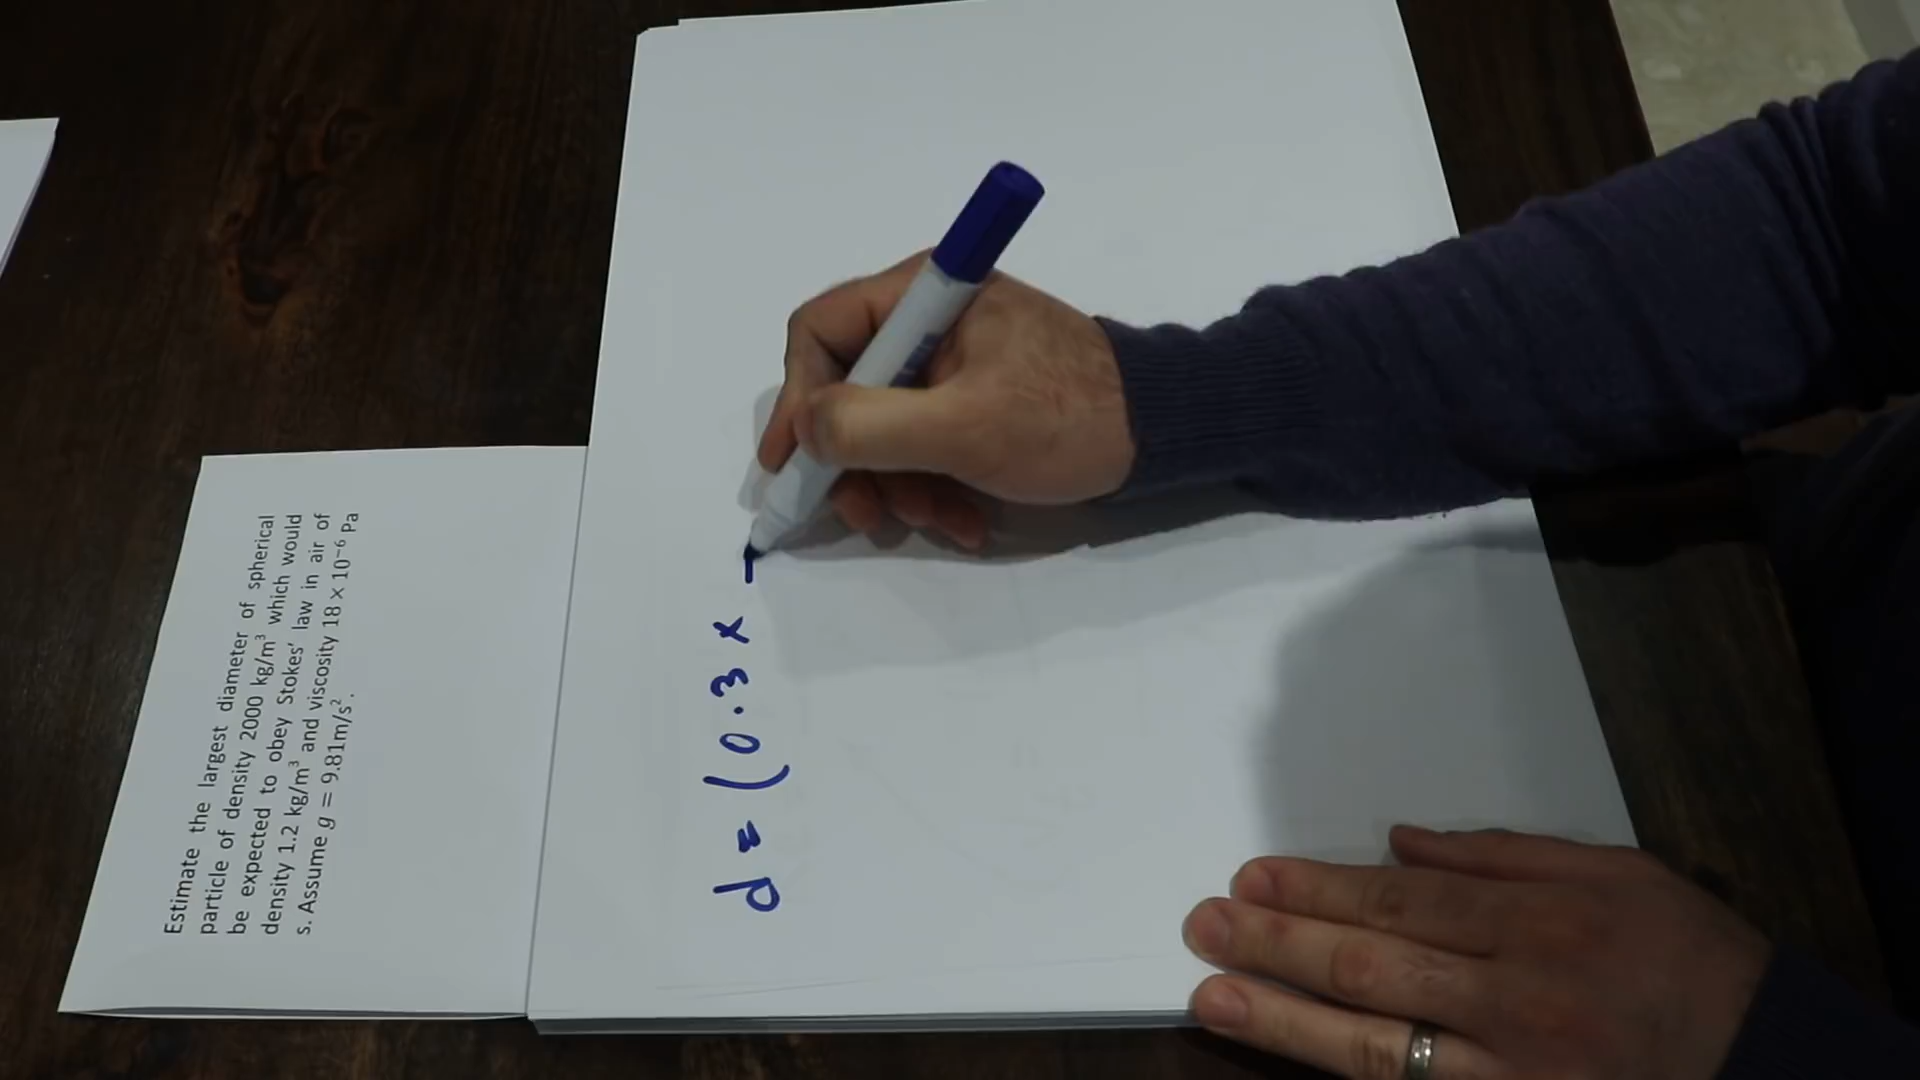 Estimate the largest diameter of spherical
particle of density 2000 kg/m³ which would
be expected to obey Stokes’ law in air of
density 1.2 kg/m³ and viscosity 18 × 10⁻⁶ Pa
s. Assume g = 9.81m/s².
d = (0.3 x